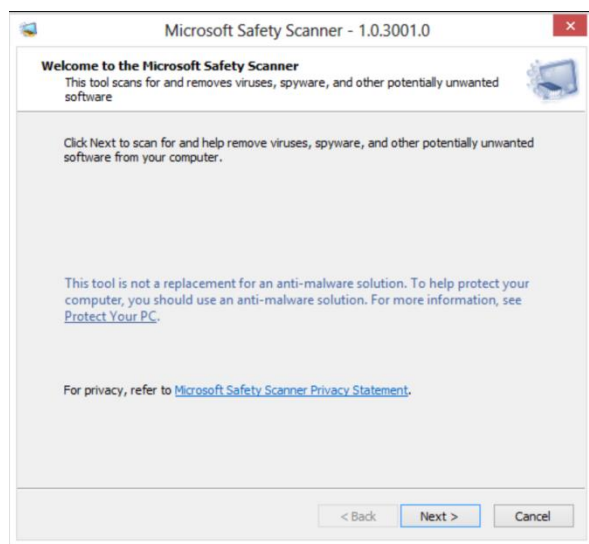 Microsoft Safety Scanner - 1.0.3001.0
Welcome to the Microsoft Safety Scanner
This tool scans for and removes viruses, spyware, and other potentially unwanted
software
Click Next to scan for and help remove viruses, spyware, and other potentially unwanted
software from your computer.
This tool is not a replacement for an anti-malware solution. To help protect your
computer, you should use an anti-malware solution. For more information, see
Protect Your PC.
For privacy, refer to Microsoft Safety Scanner Privacy Statement.
< Back Next > Cancel